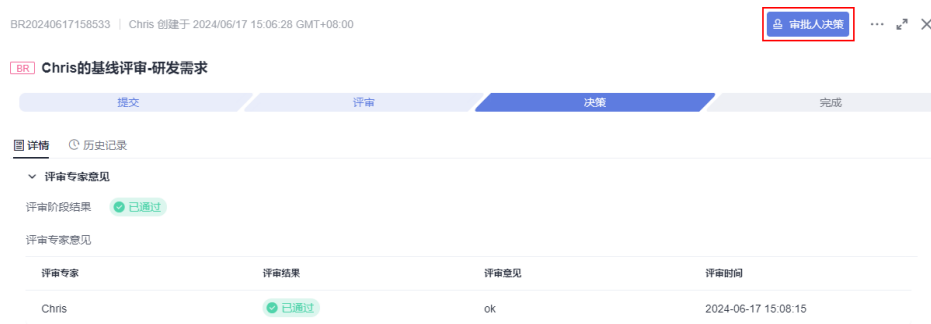 BR20240617158533 Chris 创建于 2024/06/17 15:06:28 GMT+08:00 审批人决策
BR Chris的基线评审-研发需求
提交 评审 决策 完成
详情 历史记录
评审专家意见
评审阶段结果 已通过
评审专家意见
评审专家 评审结果 评审意见 评审时间
Chris 已通过 ok 2024-06-17 15:08:15